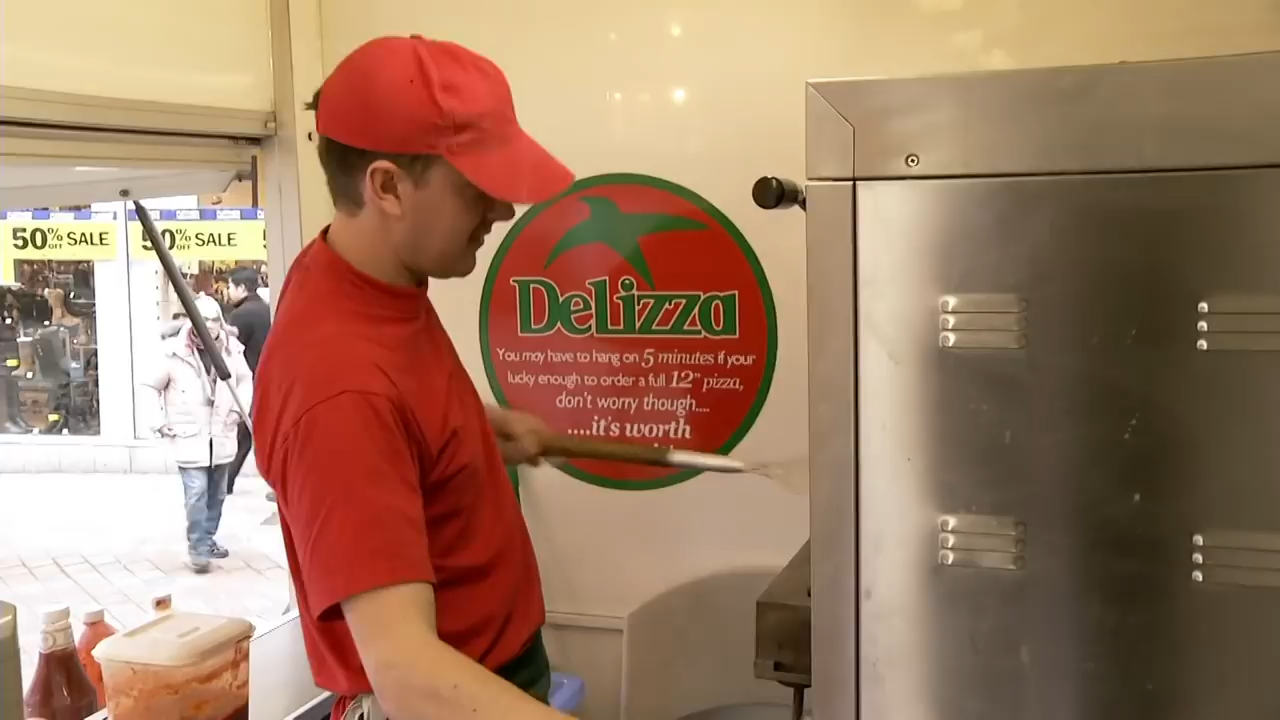 50% OFF SALE
50% OFF SALE
DeLizza
You may have to hang on 5 minutes if your
lucky enough to order a full 12" pizza,
don't worry though....
....it's worth